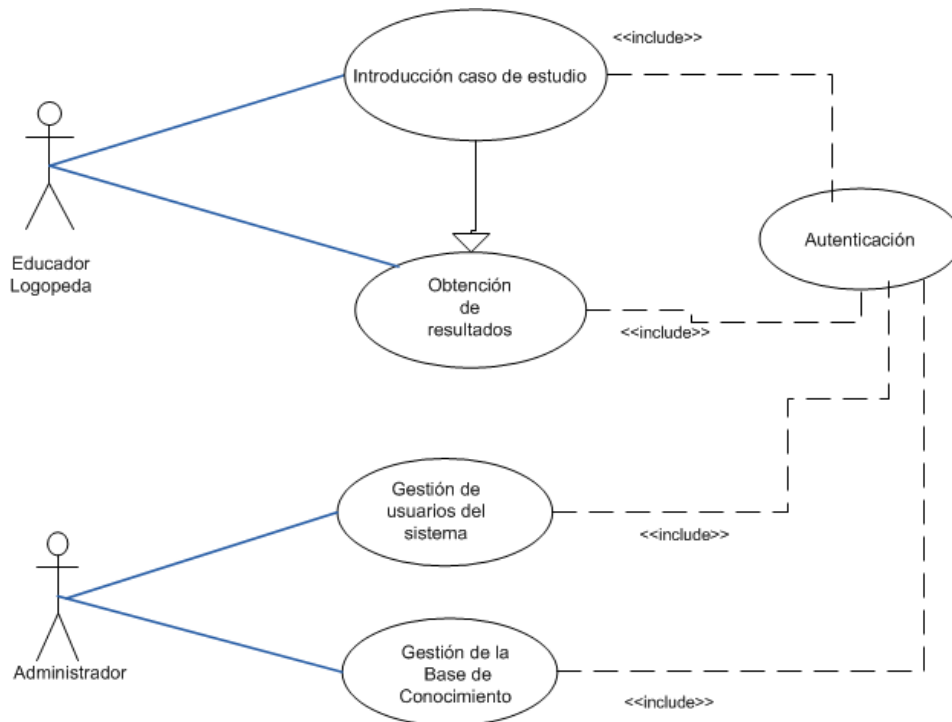 <<include>>
Introducción caso de estudio
Educador
Logopeda
Autenticación
Obtención
de
resultados
<<include>>
Gestión de
usuarios del
sistema
<<include>>
Administrador
Gestión de la
Base de
Conocimiento
<<include>>